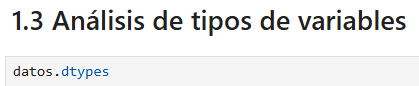 1.3 Análisis de tipos de variables
datos.dtypes